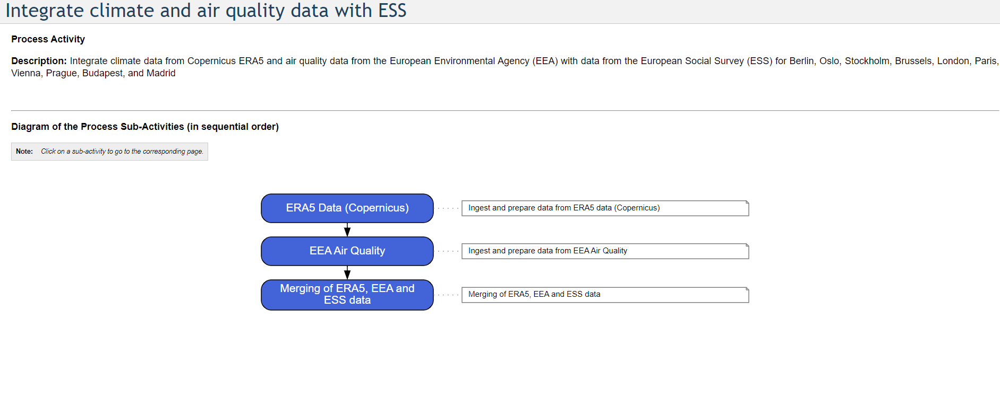 Integrate climate and air quality data with ESS
Process Activity
Description: Integrate climate data from Copernicus ERA5 and air quality data from the European Environmental Agency (EEA) with data from the European Social Survey (ESS) for Berlin, Oslo, Stockholm, Brussels, London, Paris,
Vienna, Prague, Budapest, and Madrid
Diagram of the Process Sub-Activities (in sequential order)
Note: Click on a sub-activity to go to the corresponding page.
ERA5 Data (Copernicus)
Ingest and prepare data from ERA5 data (Copernicus)
EEA Air Quality
Ingest and prepare data from EEA Air Quality
Merging of ERA5, EEA and
ESS data
Merging of ERA5, EEA and ESS data